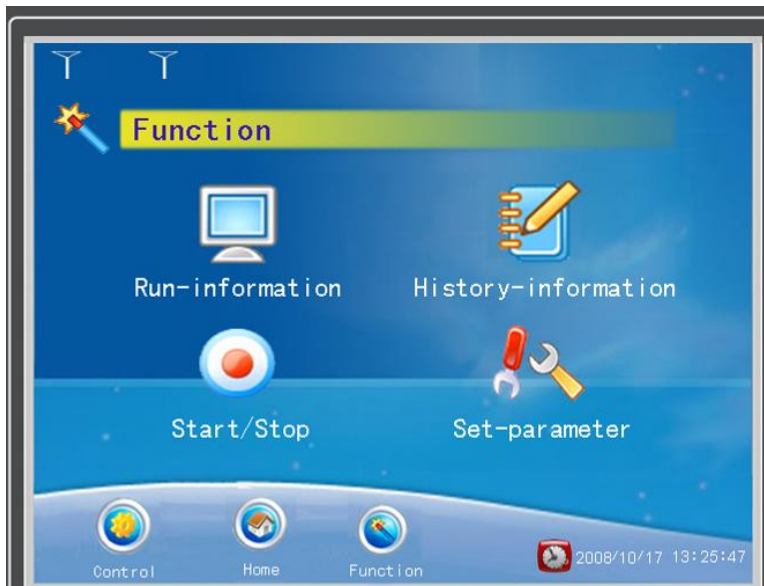 Function
Run-information
History-information
Start/Stop
Set-parameter
Control
Home
Function
2008/10/17 13:25:47